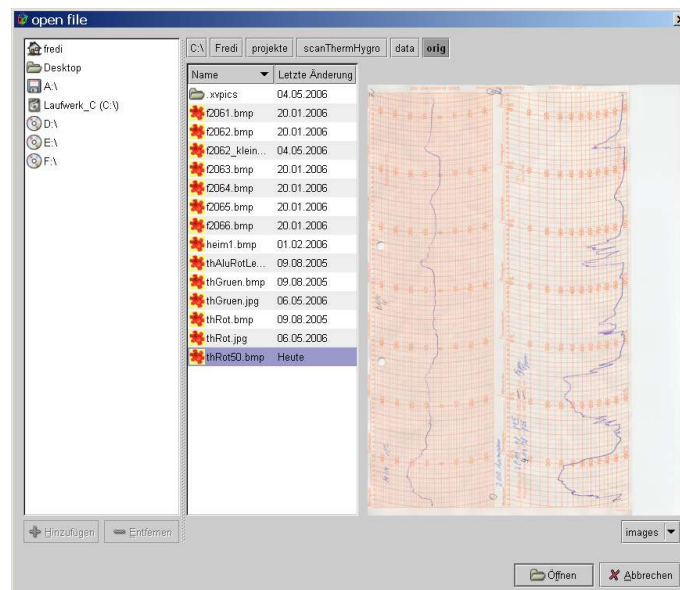 open file
fredi
Desktop
A:\
Laufwerk_C (C:\)
D:\
E:\
F:\
C:\ Fredi projekte scanThermHygro data orig
Name Letzte Änderung
.xvpics 04.05.2006
f2061.bmp 20.01.2006
f2062.bmp 20.01.2006
f2062_klein... 04.05.2006
f2063.bmp 20.01.2006
f2064.bmp 20.01.2006
f2065.bmp 20.01.2006
f2066.bmp 20.01.2006
heim1.bmp 01.02.2006
thAluRotLe... 09.08.2005
thGruen.bmp 09.08.2005
thGruen.jpg 06.05.2006
thRot.bmp 09.08.2005
thRot.jpg 06.05.2006
thRot50.bmp Heute
Hinzufügen Entfernen
images
Öffnen Abbrechen